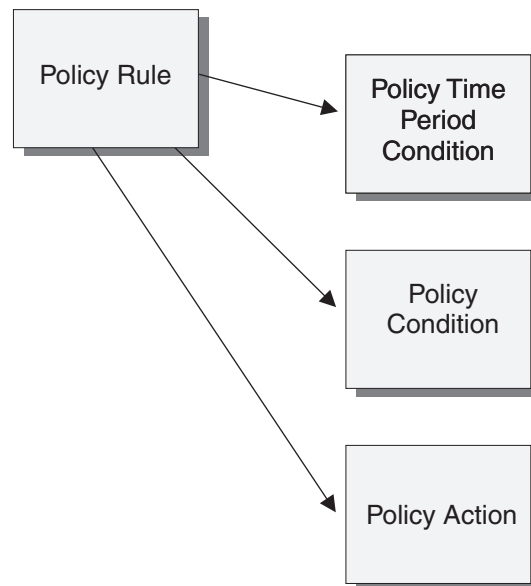 Policy Rule
Policy Time
Period
Condition
Policy
Condition
Policy Action